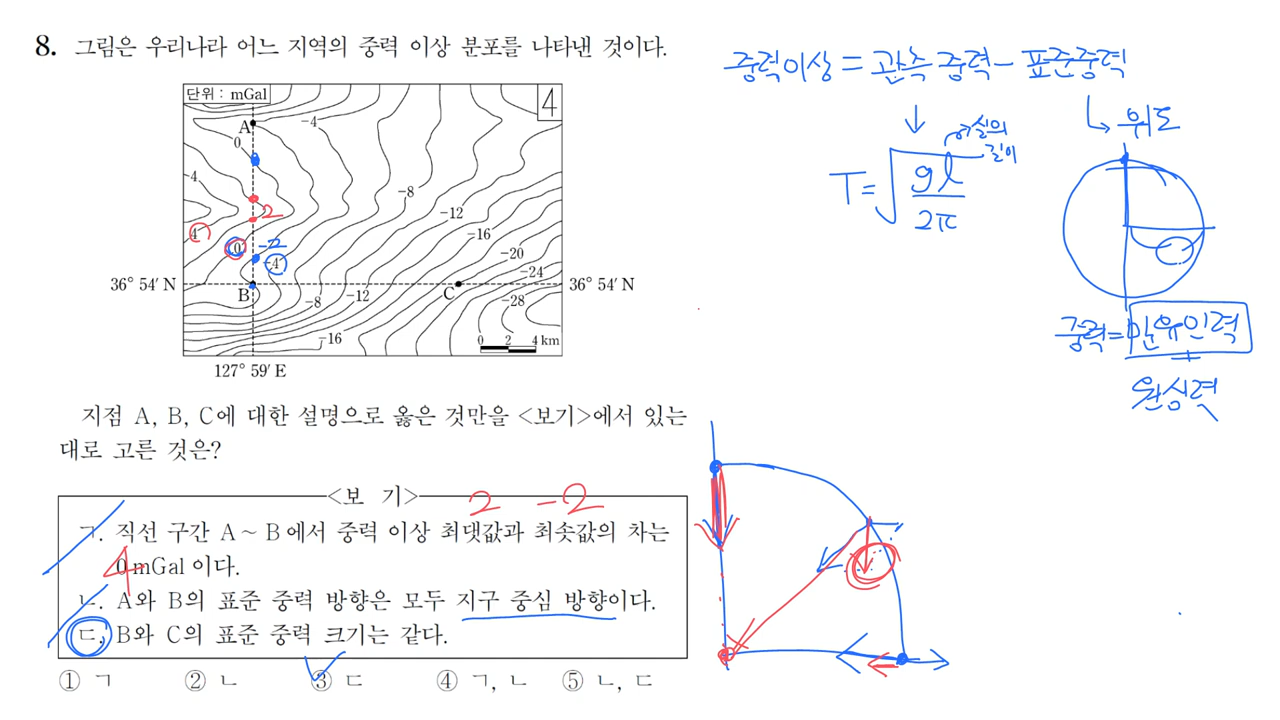 8. 그림은 우리나라 어느 지역의 중력 이상 분포를 나타낸 것이다.
중력이상 = 관측 중력 - 표준중력
↳ 위도
↓ 실의 길이
T = √(gl/2π)
중력 = 만유인력
+
원심력
단위 : mGal
4
A
-4
0
-4
-8
-12
2
4
-16
0
-2
-4
-20
-24
36° 54′ N
B
C
36° 54′ N
-8
-12
-28
-16
0 2 4 km
127° 59′ E
지점 A, B, C에 대한 설명으로 옳은 것만을 <보기>에서 있는
대로 고른 것은?
<보 기>
2 -2
ㄱ. 직선 구간 A ~ B에서 중력 이상 최댓값과 최솟값의 차는
0 mGal 이다.
4
ㄴ. A와 B의 표준 중력 방향은 모두 지구 중심 방향이다.
ㄷ. B와 C의 표준 중력 크기는 같다.
① ㄱ ② ㄴ ③ ㄷ ④ ㄱ, ㄴ ⑤ ㄴ, ㄷ